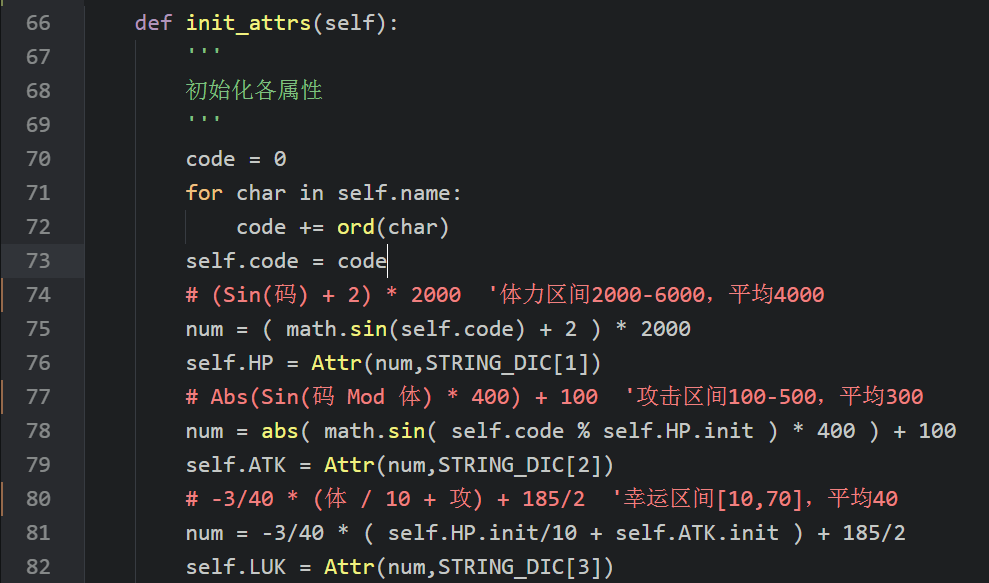 66 def init_attrs(self):
67 '''
68 初始化各属性
69 '''
70 code = 0
71 for char in self.name:
72 code += ord(char)
73 self.code = code
74 # (Sin(码) + 2) * 2000  '体力区间2000-6000，平均4000
75 num = ( math.sin(self.code) + 2 ) * 2000
76 self.HP = Attr(num,STRING_DIC[1])
77 # Abs(Sin(码 Mod 体) * 400) + 100  '攻击区间100-500，平均300
78 num = abs( math.sin( self.code % self.HP.init ) * 400 ) + 100
79 self.ATK = Attr(num,STRING_DIC[2])
80 # -3/40 * (体 / 10 + 攻) + 185/2  '幸运区间[10,70]，平均40
81 num = -3/40 * ( self.HP.init/10 + self.ATK.init ) + 185/2
82 self.LUK = Attr(num,STRING_DIC[3])